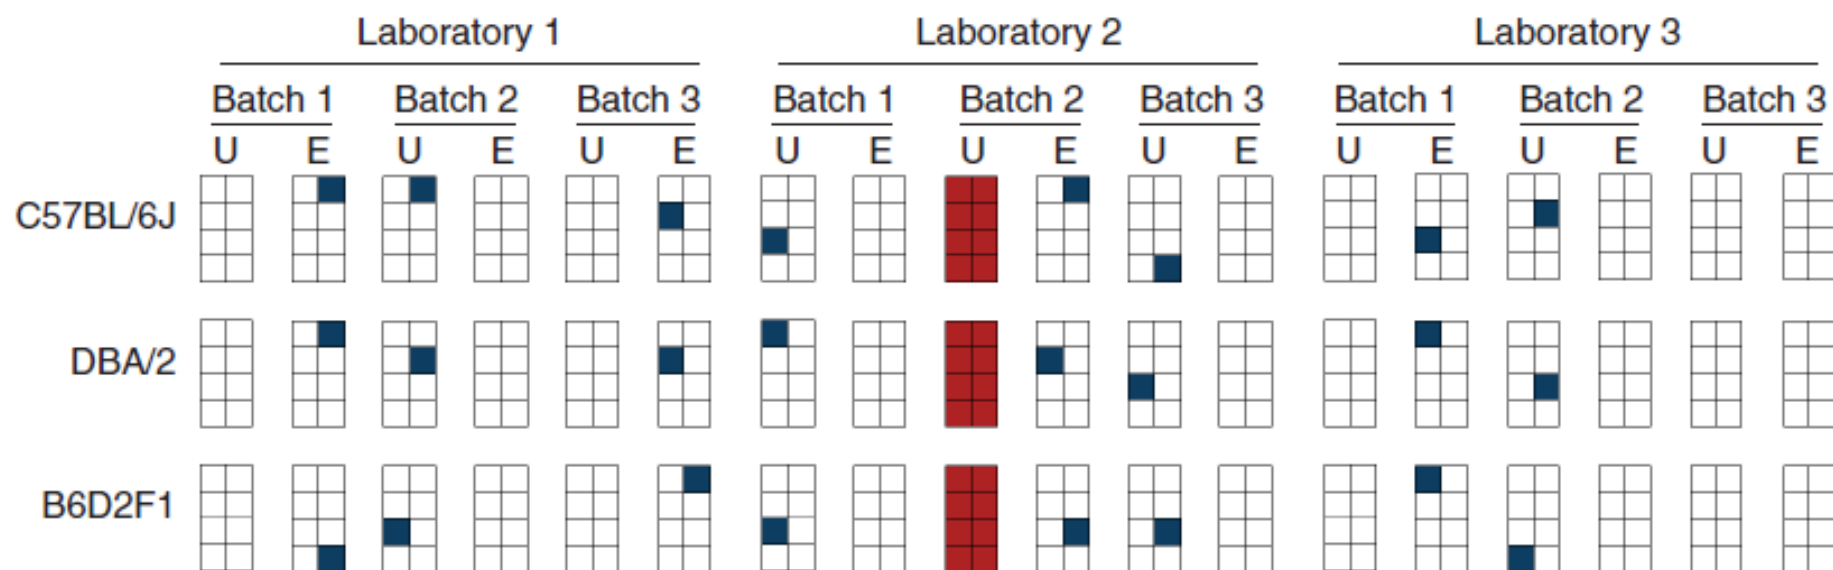 Laboratory 1 Laboratory 2 Laboratory 3
Batch 1 Batch 2 Batch 3 Batch 1 Batch 2 Batch 3 Batch 1 Batch 2 Batch 3
U E U E U E U E U E U E U E U E U E
C57BL/6J
DBA/2
B6D2F1